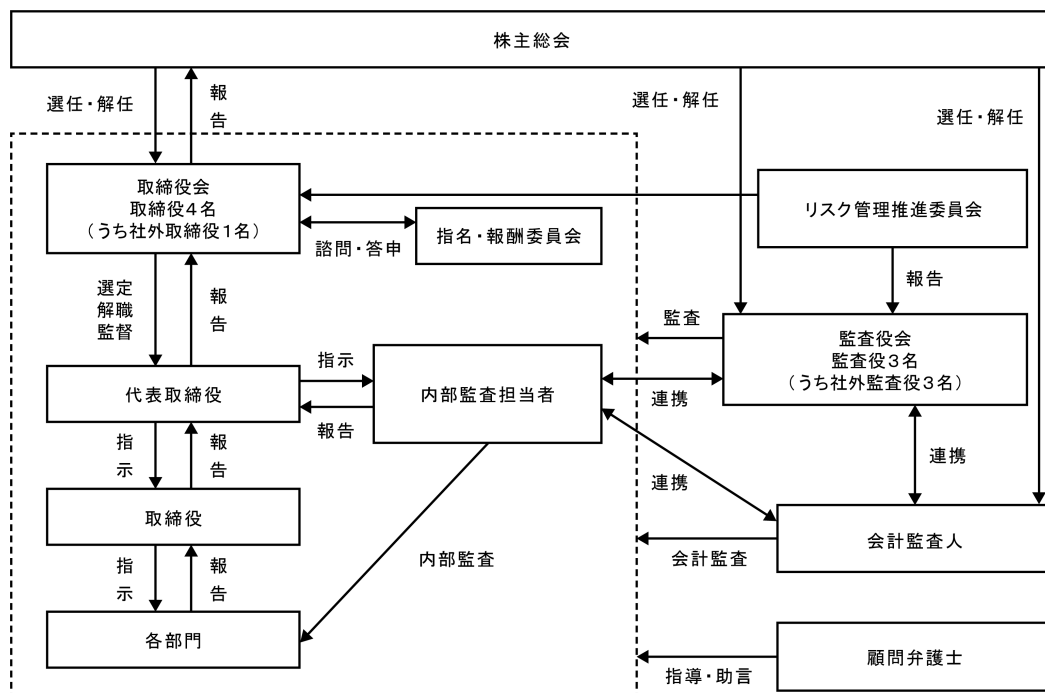 株主総会
選任・解任
報
告
選任・解任
選任・解任
取締役会
取締役4名
（うち社外取締役1名）
リスク管理推進委員会
指名・報酬委員会
諮問・答申
選定
解職
監督
報
告
報告
監査
監査役会
監査役3名
（うち社外監査役3名）
代表取締役
指示
報告
内部監査担当者
連携
指
示
報
告
連携
連携
取締役
会計監査人
会計監査
内部監査
指
示
報
告
各部門
顧問弁護士
指導・助言